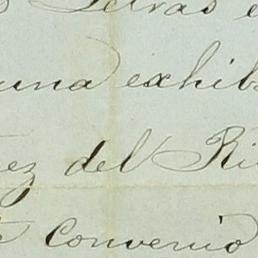 Letras e
una exhib
ez del Ri
convenio